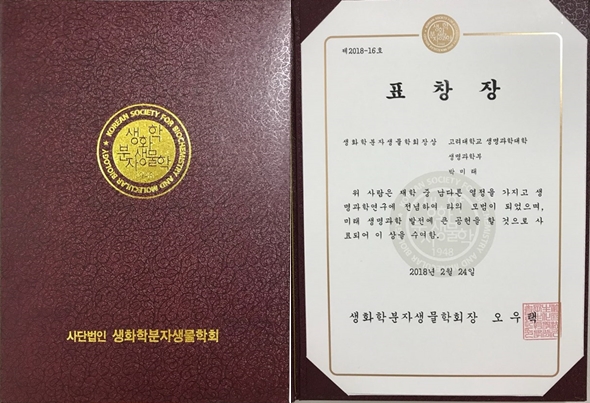 KOREAN SOCIETY FOR BIOCHEMISTRY AND MOLECULAR BIOLOGY
생화학
분자생물학
1948
사단법인 생화학분자생물학회
제2018-16호
표 창 장
생화학분자생물학회장상 고려대학교 생명과학대학
생명과학부
박미래
위 사람은 재학 중 남다른 열정을 가지고 생
명과학연구에 전념하여 타의 모범이 되었으며,
미래 생명과학 발전에 큰 공헌을 할 것으로 사
료되어 이 상을 수여함.
2018년 2월 24일
생화학분자생물학회장 오우택